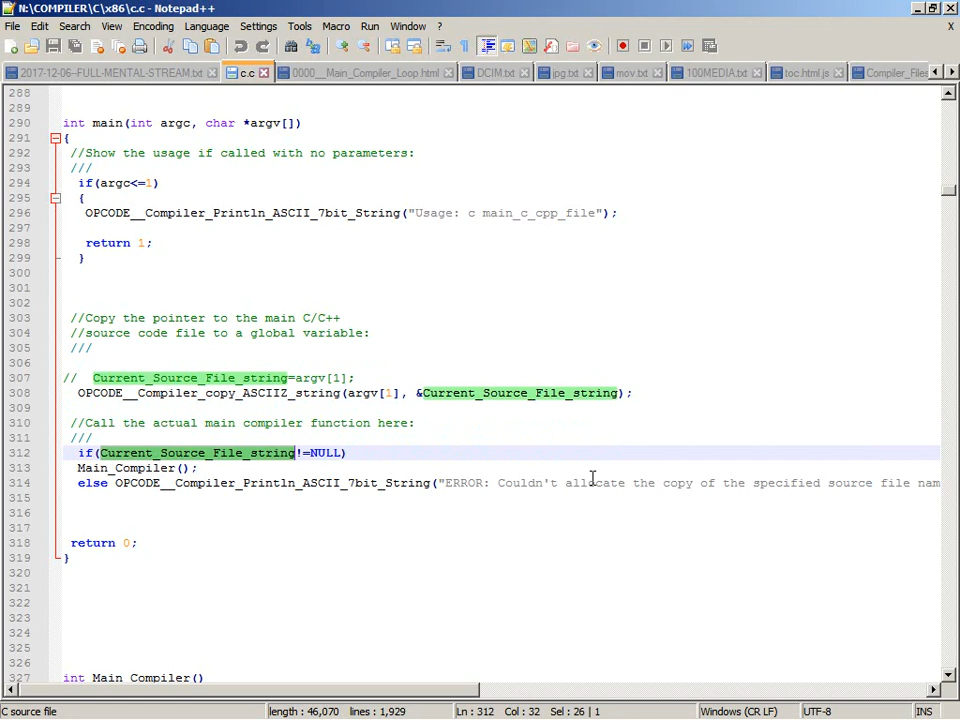 N:\COMPILER\C\x86\c.c - Notepad++
File Edit Search View Encoding Language Settings Tools Macro Run Window ? X
2017-12-06-FULL-MENTAL-STREAM.txt c.c 0000__Main_Compiler_Loop.html DCIM.txt jpg.txt mov.txt 100MEDIA.txt toc.html.js Compiler_Files
288
289
290 int main(int argc, char *argv[])
291 {
292 //Show the usage if called with no parameters:
293 ///
294 if(argc<=1)
295 {
296 OPCODE__Compiler_Println_ASCII_7bit_String("Usage: c main_c_cpp_file");
297
298 return 1;
299 }
300
301
302
303 //Copy the pointer to the main C/C++
304 //source code file to a global variable:
305 ///
306
307 // Current_Source_File_string=argv[1];
308 OPCODE__Compiler_copy_ASCIIZ_string(argv[1], &Current_Source_File_string);
309
310 //Call the actual main compiler function here:
311 ///
312 if(Current_Source_File_string!=NULL)
313 Main_Compiler();
314 else OPCODE__Compiler_Println_ASCII_7bit_String("ERROR: Couldn't allocate the copy of the specified source file nam
315
316
317
318 return 0;
319 }
320
321
322
323
324
325
326
327 int Main_Compiler()
C source file length : 46,070 lines : 1,929 Ln : 312 Col : 32 Sel : 26 | 1 Windows (CR LF) UTF-8 INS